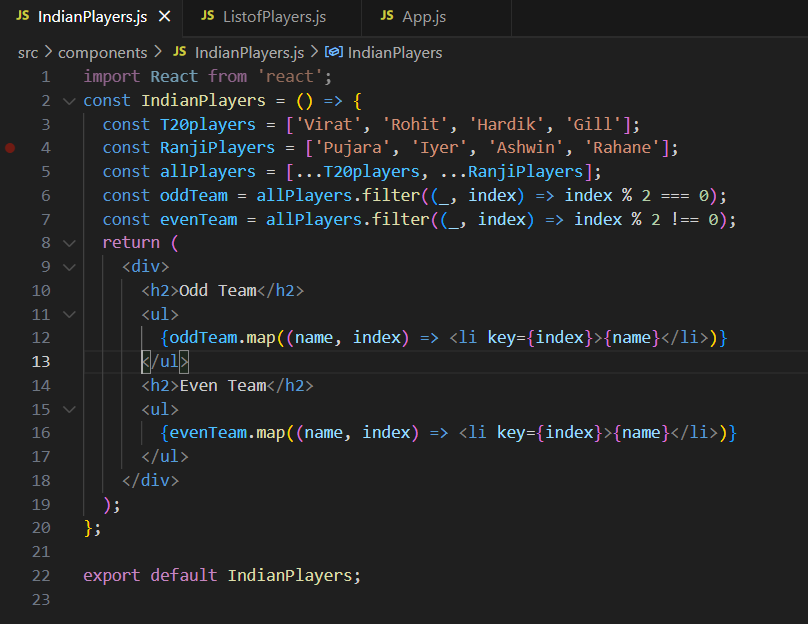 JS IndianPlayers.js × JS ListofPlayers.js JS App.js
src > components > JS IndianPlayers.js > IndianPlayers
1 import React from 'react';
2 const IndianPlayers = () => {
3 const T20players = ['Virat', 'Rohit', 'Hardik', 'Gill'];
4 const RanjiPlayers = ['Pujara', 'Iyer', 'Ashwin', 'Rahane'];
5 const allPlayers = [...T20players, ...RanjiPlayers];
6 const oddTeam = allPlayers.filter((_, index) => index % 2 === 0);
7 const evenTeam = allPlayers.filter((_, index) => index % 2 !== 0);
8 return (
9 <div>
10 <h2>Odd Team</h2>
11 <ul>
12 {oddTeam.map((name, index) => <li key={index}>{name}</li>)}
13 </ul>
14 <h2>Even Team</h2>
15 <ul>
16 {evenTeam.map((name, index) => <li key={index}>{name}</li>)}
17 </ul>
18 </div>
19 );
20 };
21
22 export default IndianPlayers;
23